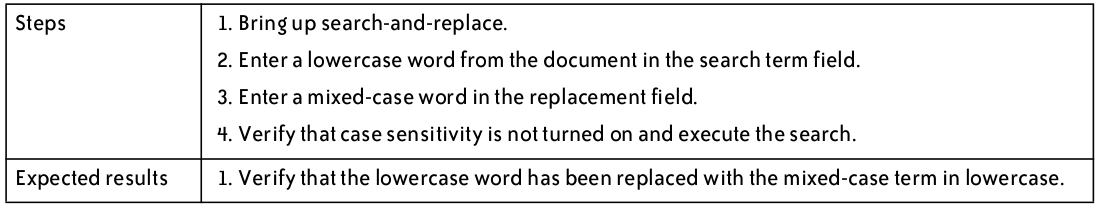 Steps
1. Bring up search-and-replace.
2. Enter a lowercase word from the document in the search term field.
3. Enter a mixed-case word in the replacement field.
4. Verify that case sensitivity is not turned on and execute the search.
Expected results
1. Verify that the lowercase word has been replaced with the mixed-case term in lowercase.